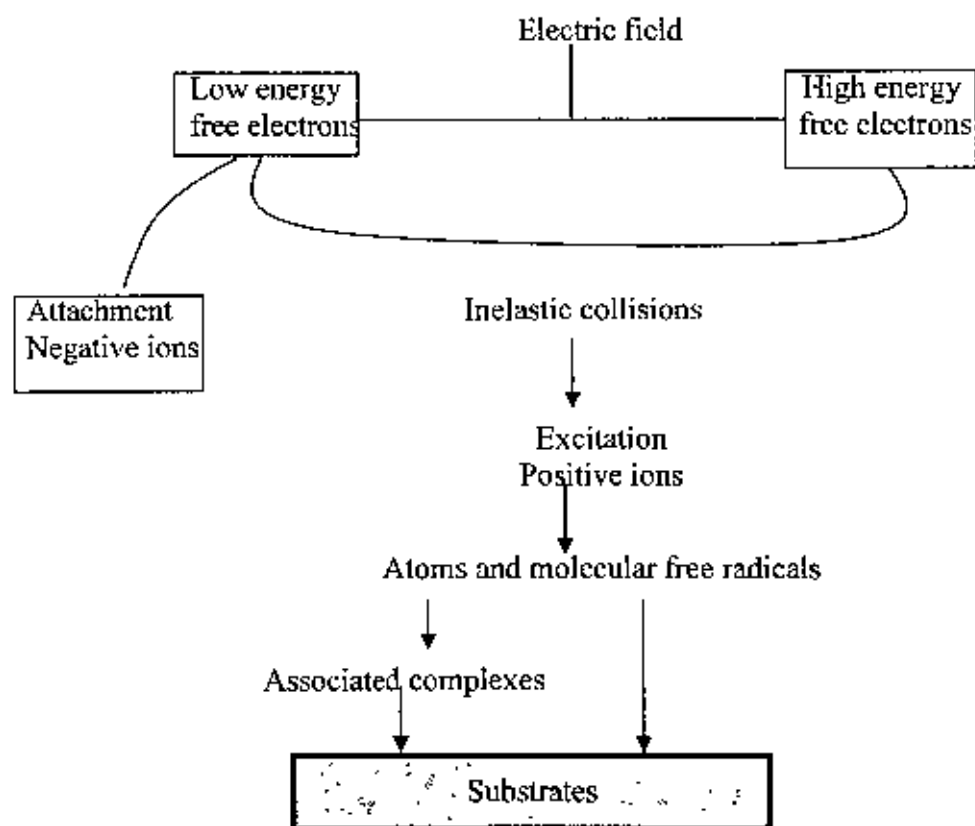 Electric field
Low energy
free electrons
High energy
free electrons
Attachment
Negative ions
Inelastic collisions
Excitation
Positive ions
Atoms and molecular free radicals
Associated complexes
Substrates